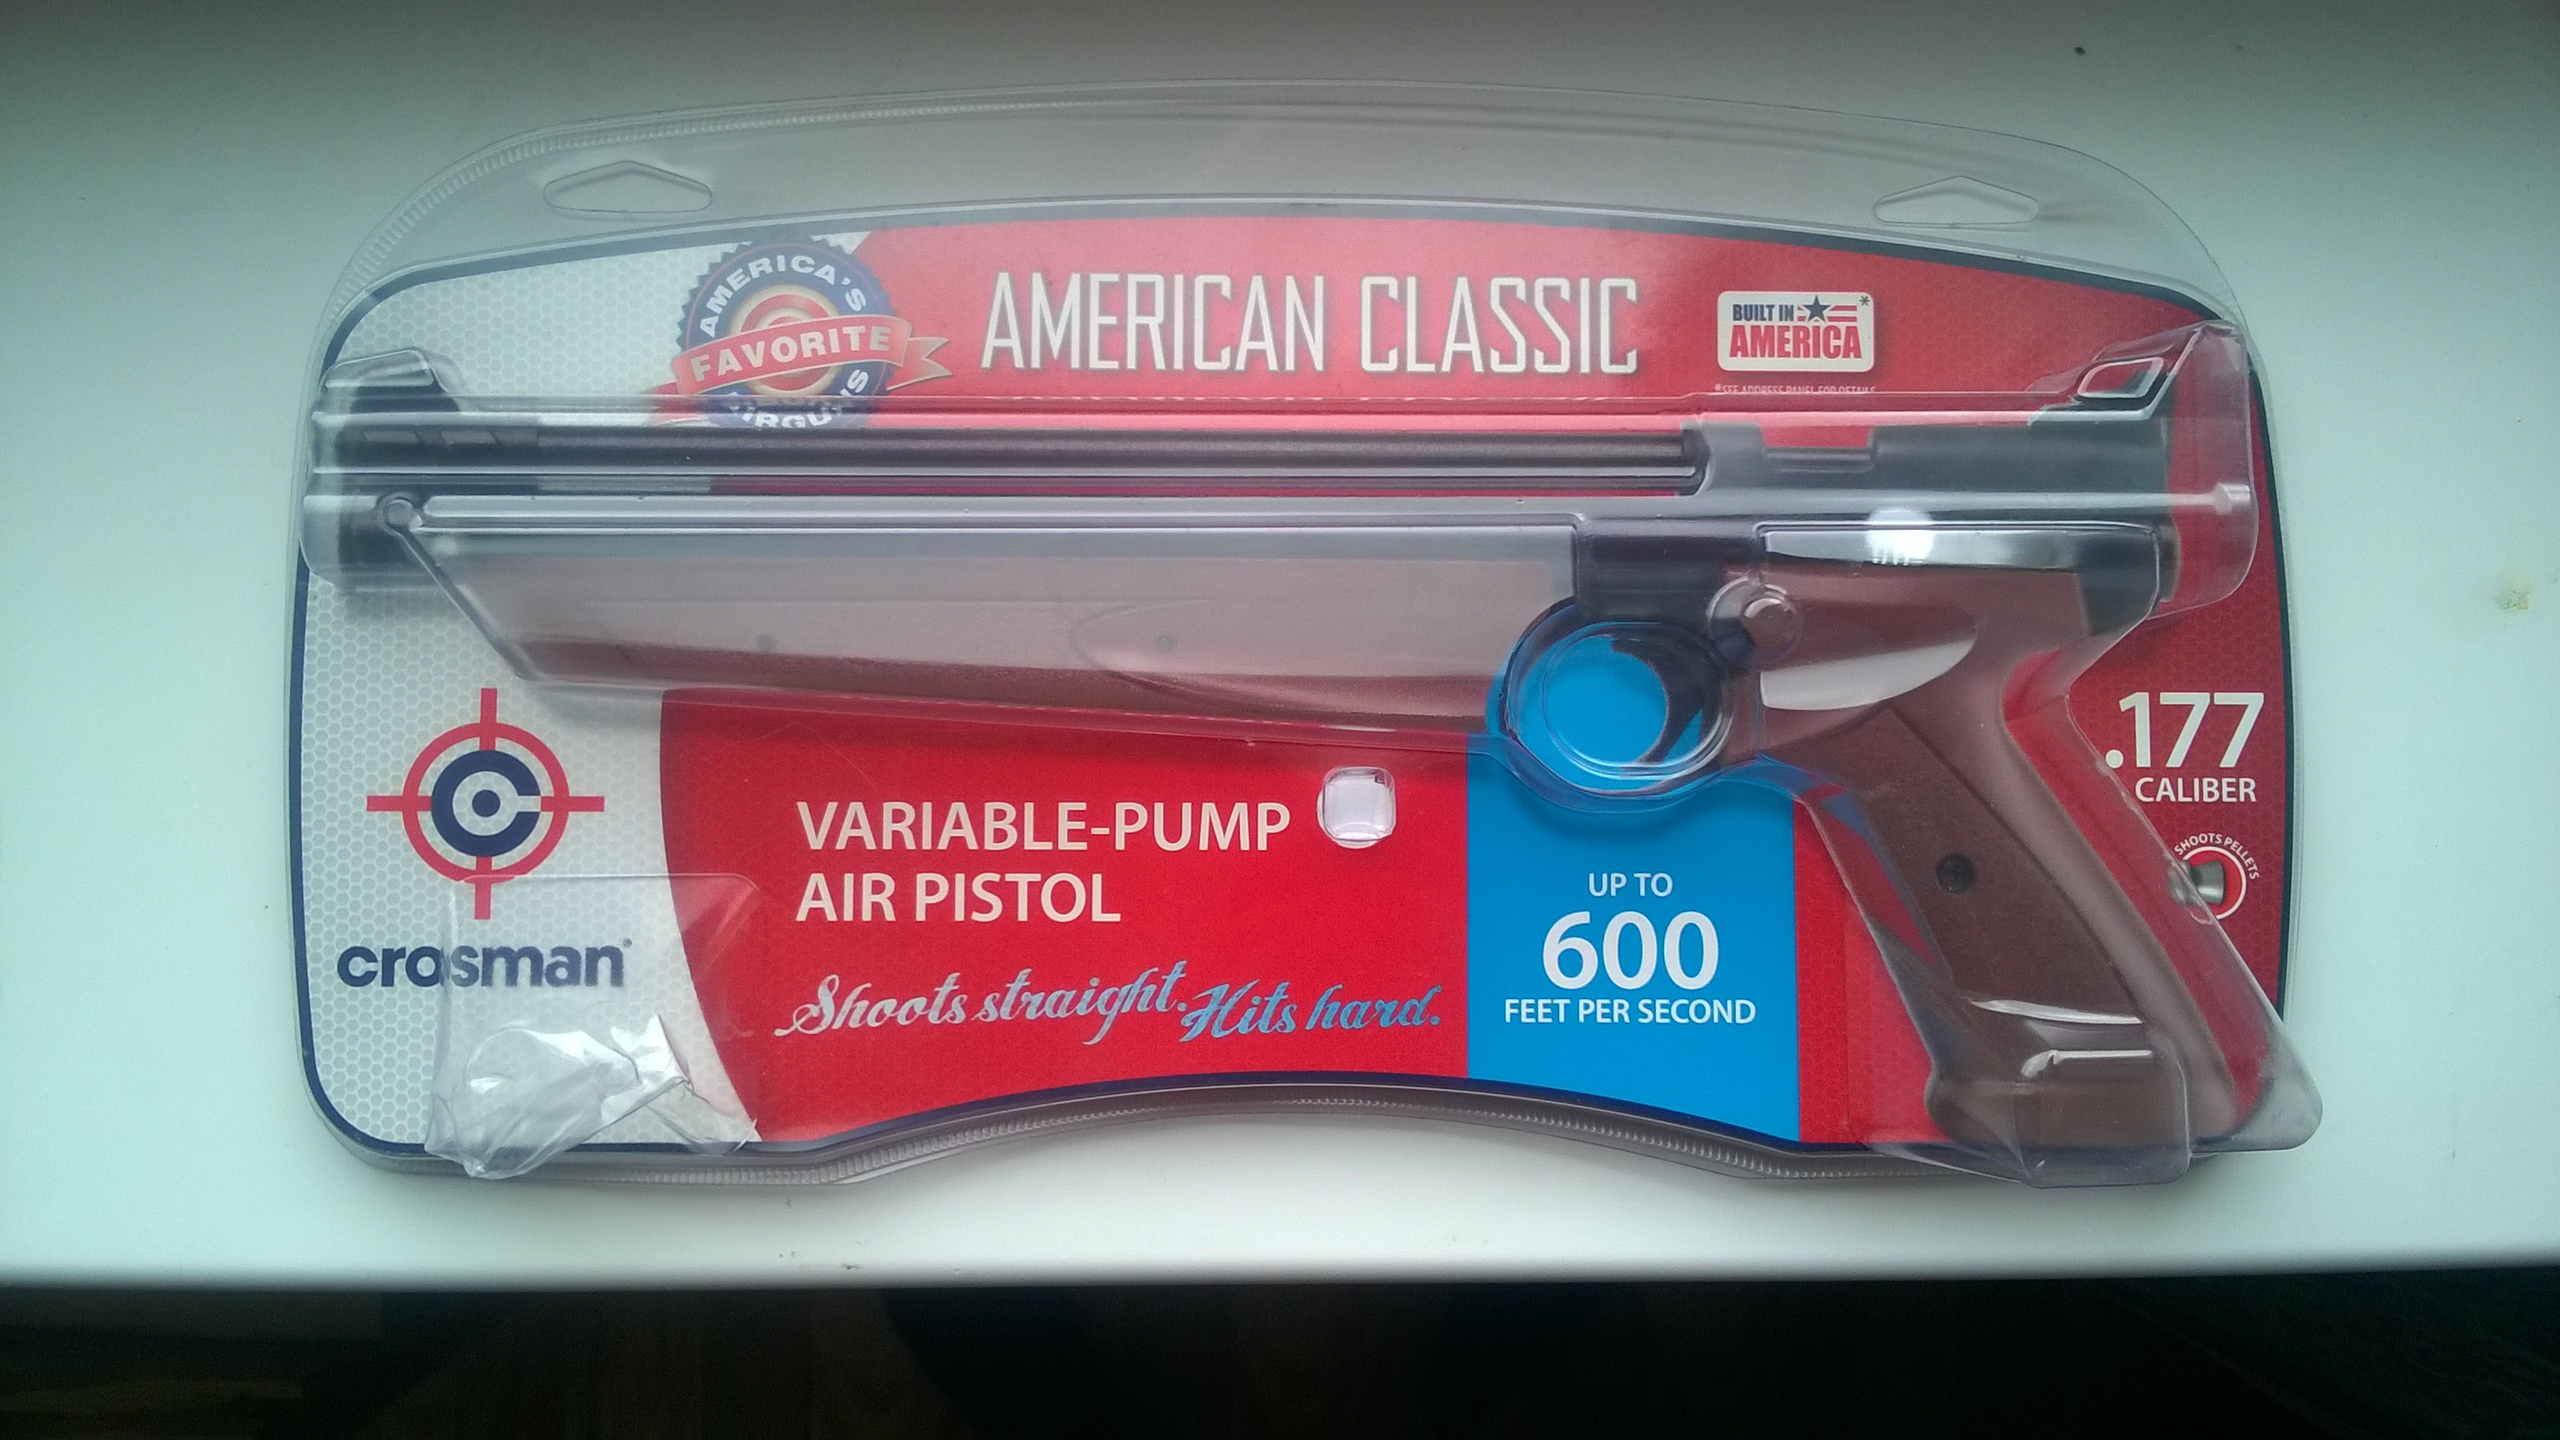 AMERICA'S
FAVORITE
AIRGUNS
AMERICAN CLASSIC
BUILT IN
AMERICA*
*SEE ADDRESS PANEL FOR DETAILS
.177
CALIBER
SHOOTS PELLETS
crosman
VARIABLE-PUMP
AIR PISTOL
Shoots straight. Hits hard.
UP TO
600
FEET PER SECOND